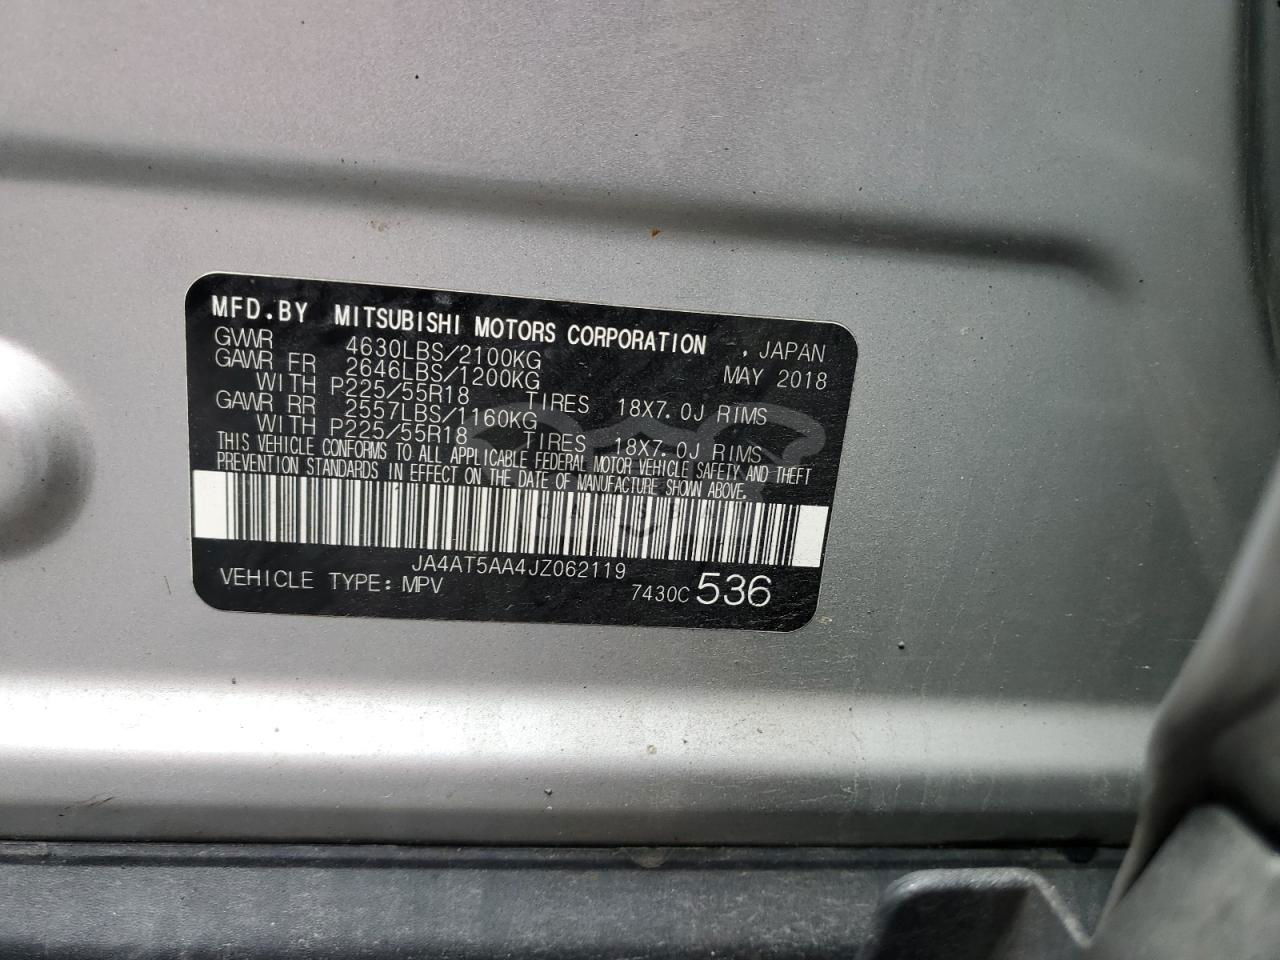 MFD.BY MITSUBISHI MOTORS CORPORATION , JAPAN
GVWR 4630LBS/2100KG MAY 2018
GAWR FR 2646LBS/1200KG
WITH P225/55R18 TIRES 18X7.0J RIMS
GAWR RR 2557LBS/1160KG
WITH P225/55R18 TIRES 18X7.0J RIMS
THIS VEHICLE CONFORMS TO ALL APPLICABLE FEDERAL MOTOR VEHICLE SAFETY AND THEFT
PREVENTION STANDARDS IN EFFECT ON THE DATE OF MANUFACTURE SHOWN ABOVE.
JA4AT5AA4JZ062119
VEHICLE TYPE: MPV 7430C 536